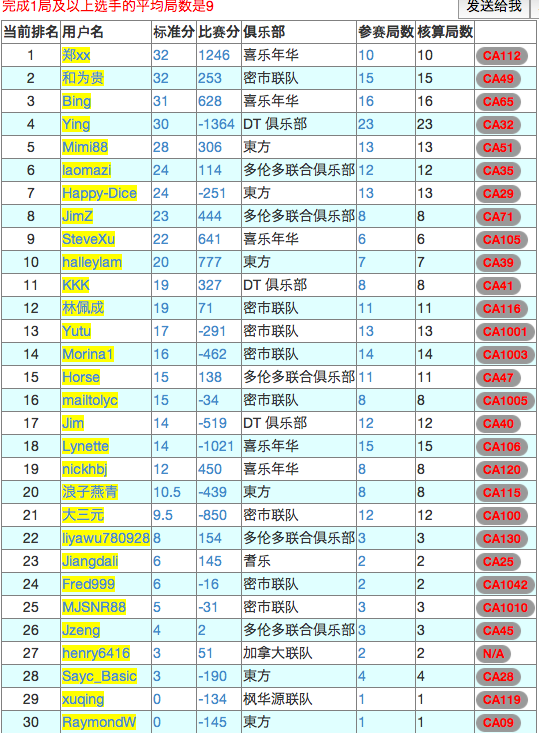 完成1局及以上选手的平均局数是9 发送给我
当前排名 用户名 标准分 比赛分 俱乐部 参赛局数 核算局数
1 郑xx 32 1246 喜乐年华 10 10 CA112
2 和为贵 32 253 密市联队 15 15 CA49
3 Bing 31 628 喜乐年华 16 16 CA65
4 Ying 30 -1364 DT 俱乐部 23 23 CA32
5 Mimi88 28 306 東方 13 13 CA51
6 laomazi 24 114 多伦多联合俱乐部 12 12 CA35
7 Happy-Dice 24 -251 東方 13 13 CA29
8 JimZ 23 444 多伦多联合俱乐部 8 8 CA71
9 SteveXu 22 641 喜乐年华 6 6 CA105
10 halleylam 20 777 東方 7 7 CA39
11 KKK 19 327 DT 俱乐部 8 8 CA41
12 林佩成 19 71 密市联队 11 11 CA116
13 Yutu 17 -291 密市联队 13 13 CA1001
14 Morina1 16 -462 密市联队 14 14 CA1003
15 Horse 15 138 多伦多联合俱乐部 11 11 CA47
16 mailtolyc 15 -34 密市联队 8 8 CA1005
17 Jim 14 -519 DT 俱乐部 12 12 CA40
18 Lynette 14 -1021 喜乐年华 15 15 CA106
19 nickhbj 12 450 喜乐年华 8 8 CA120
20 浪子燕青 10.5 -439 東方 8 8 CA115
21 大三元 9.5 -850 密市联队 12 12 CA100
22 liyawu780928 8 154 多伦多联合俱乐部 3 3 CA130
23 Jiangdali 6 145 耆乐 2 2 CA25
24 Fred999 6 -16 密市联队 2 2 CA1042
25 MJSNR88 5 -31 密市联队 3 3 CA1010
26 Jzeng 4 2 多伦多联合俱乐部 3 3 CA45
27 henry6416 3 51 加拿大联队 2 2 N/A
28 Sayc_Basic 3 -190 東方 4 4 CA28
29 xuqing 0 -134 枫华源联队 1 1 CA119
30 RaymondW 0 -145 東方 1 1 CA09